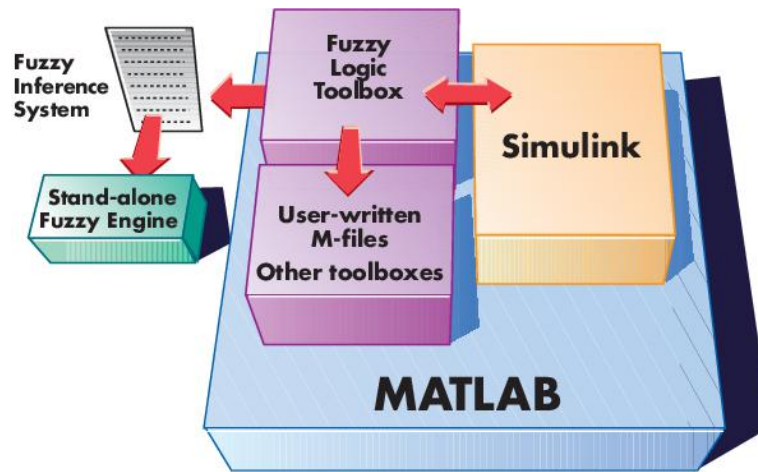 Fuzzy
Inference
System
Fuzzy
Logic
Toolbox
Simulink
Stand-alone
Fuzzy Engine
User-written
M-files
Other toolboxes
MATLAB